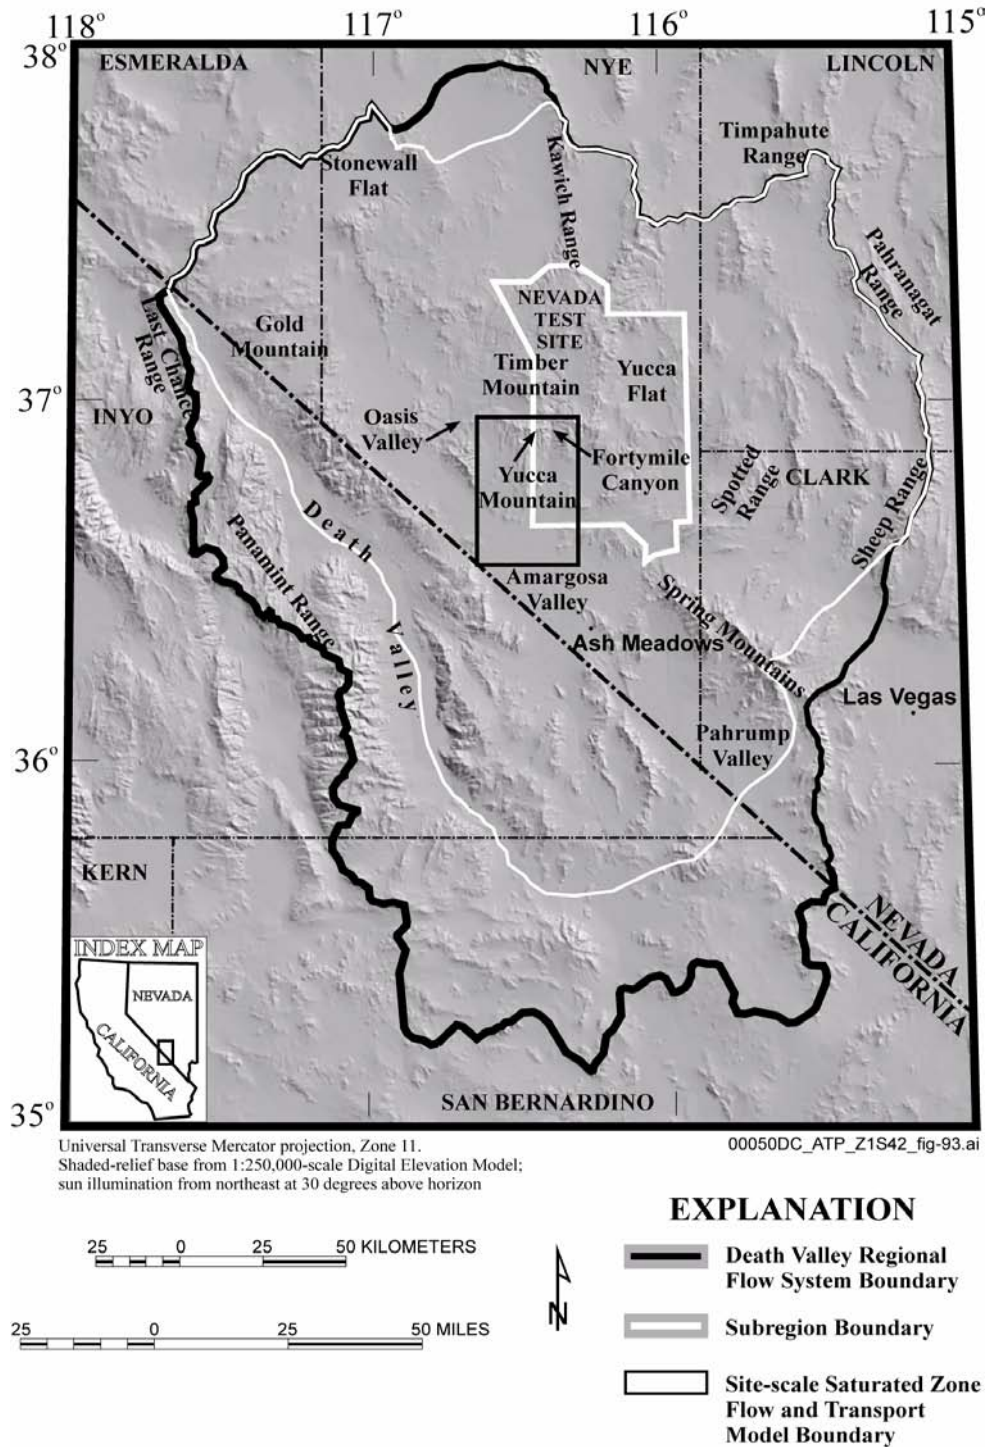 118° 117° 116° 115°
38°
ESMERALDA NYE LINCOLN
Timpahute
Range
Stonewall
Flat
Kawich Range
Pahranagat
Range
NEVADA
TEST
SITE
Last Chance
Range
Gold
Mountain
Timber
Mountain
Yucca
Flat
37°
INYO
Oasis
Valley
Yucca
Mountain
Fortymile
Canyon
Spotted
Range
CLARK
Sheep Range
Death Valley
Panamint Range
Amargosa
Valley
Spring Mountains
Ash Meadows
Las Vegas
Pahrump
Valley
36°
KERN
NEVADA
CALIFORNIA
INDEX MAP
NEVADA
CALIFORNIA
SAN BERNARDINO
35°
Universal Transverse Mercator projection, Zone 11.
Shaded-relief base from 1:250,000-scale Digital Elevation Model;
sun illumination from northeast at 30 degrees above horizon
00050DC_ATP_Z1S42_fig-93.ai
25 0 25 50 KILOMETERS
25 0 25 50 MILES
N
EXPLANATION
Death Valley Regional
Flow System Boundary
Subregion Boundary
Site-scale Saturated Zone
Flow and Transport
Model Boundary